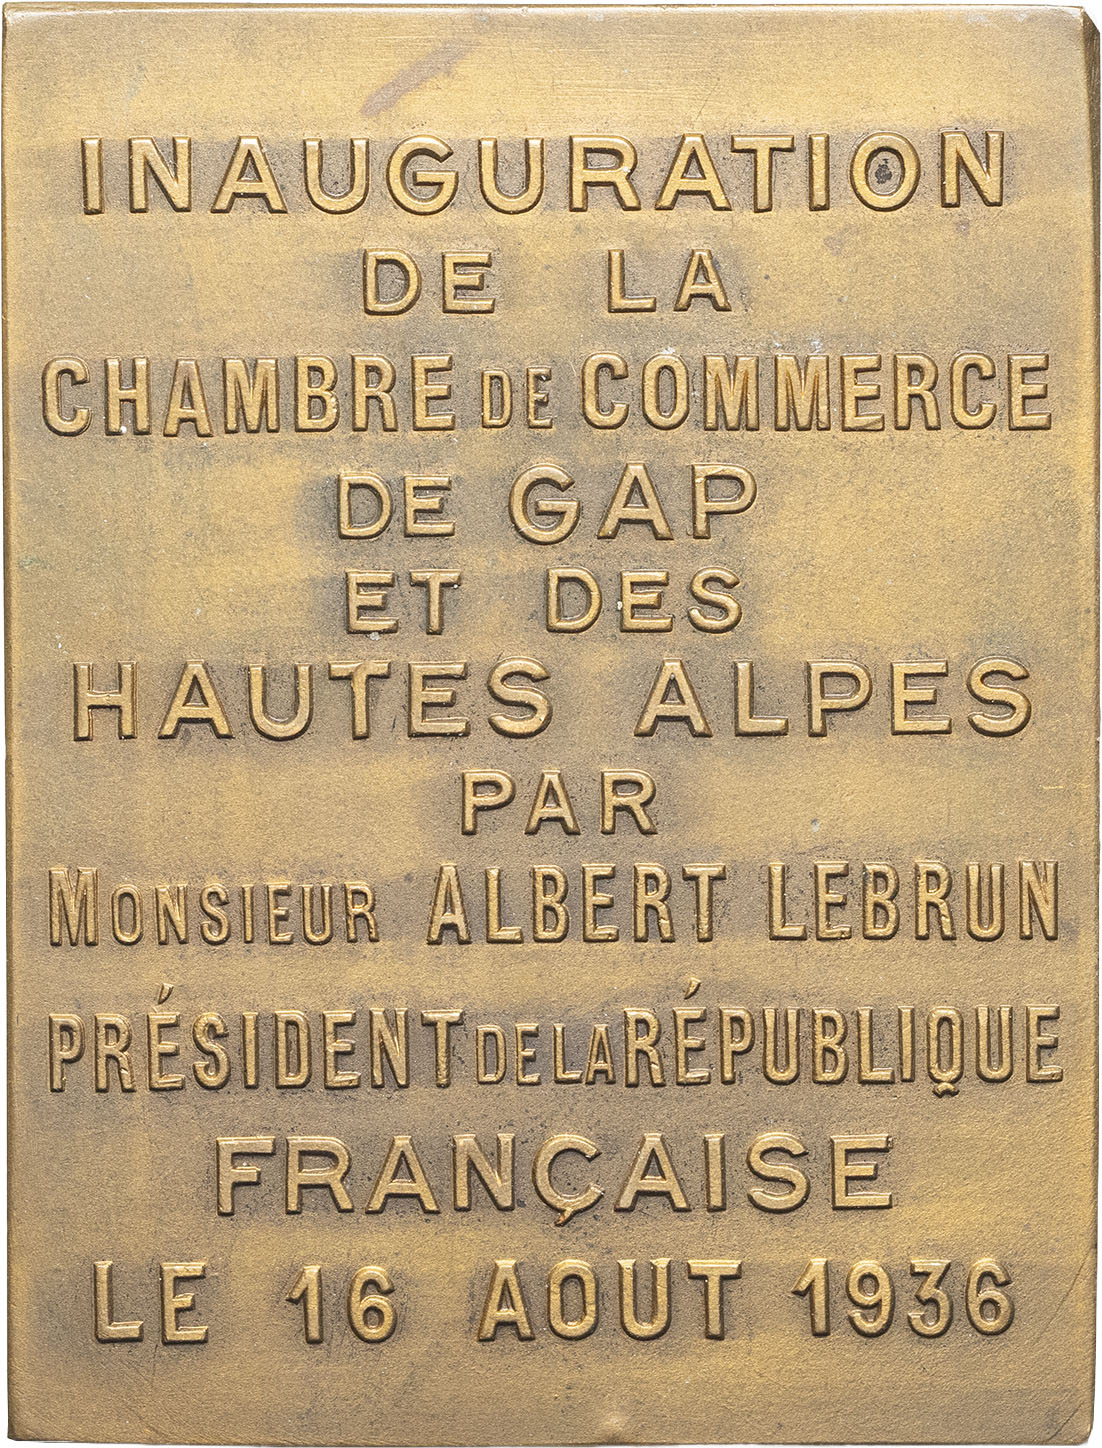 INAUGURATION
DE LA
CHAMBRE DE COMMERCE
DE GAP
ET DES
HAUTES ALPES
PAR
MONSIEUR ALBERT LEBRUN
PRÉSIDENT DE LA RÉPUBLIQUE
FRANÇAISE
LE 16 AOUT 1936